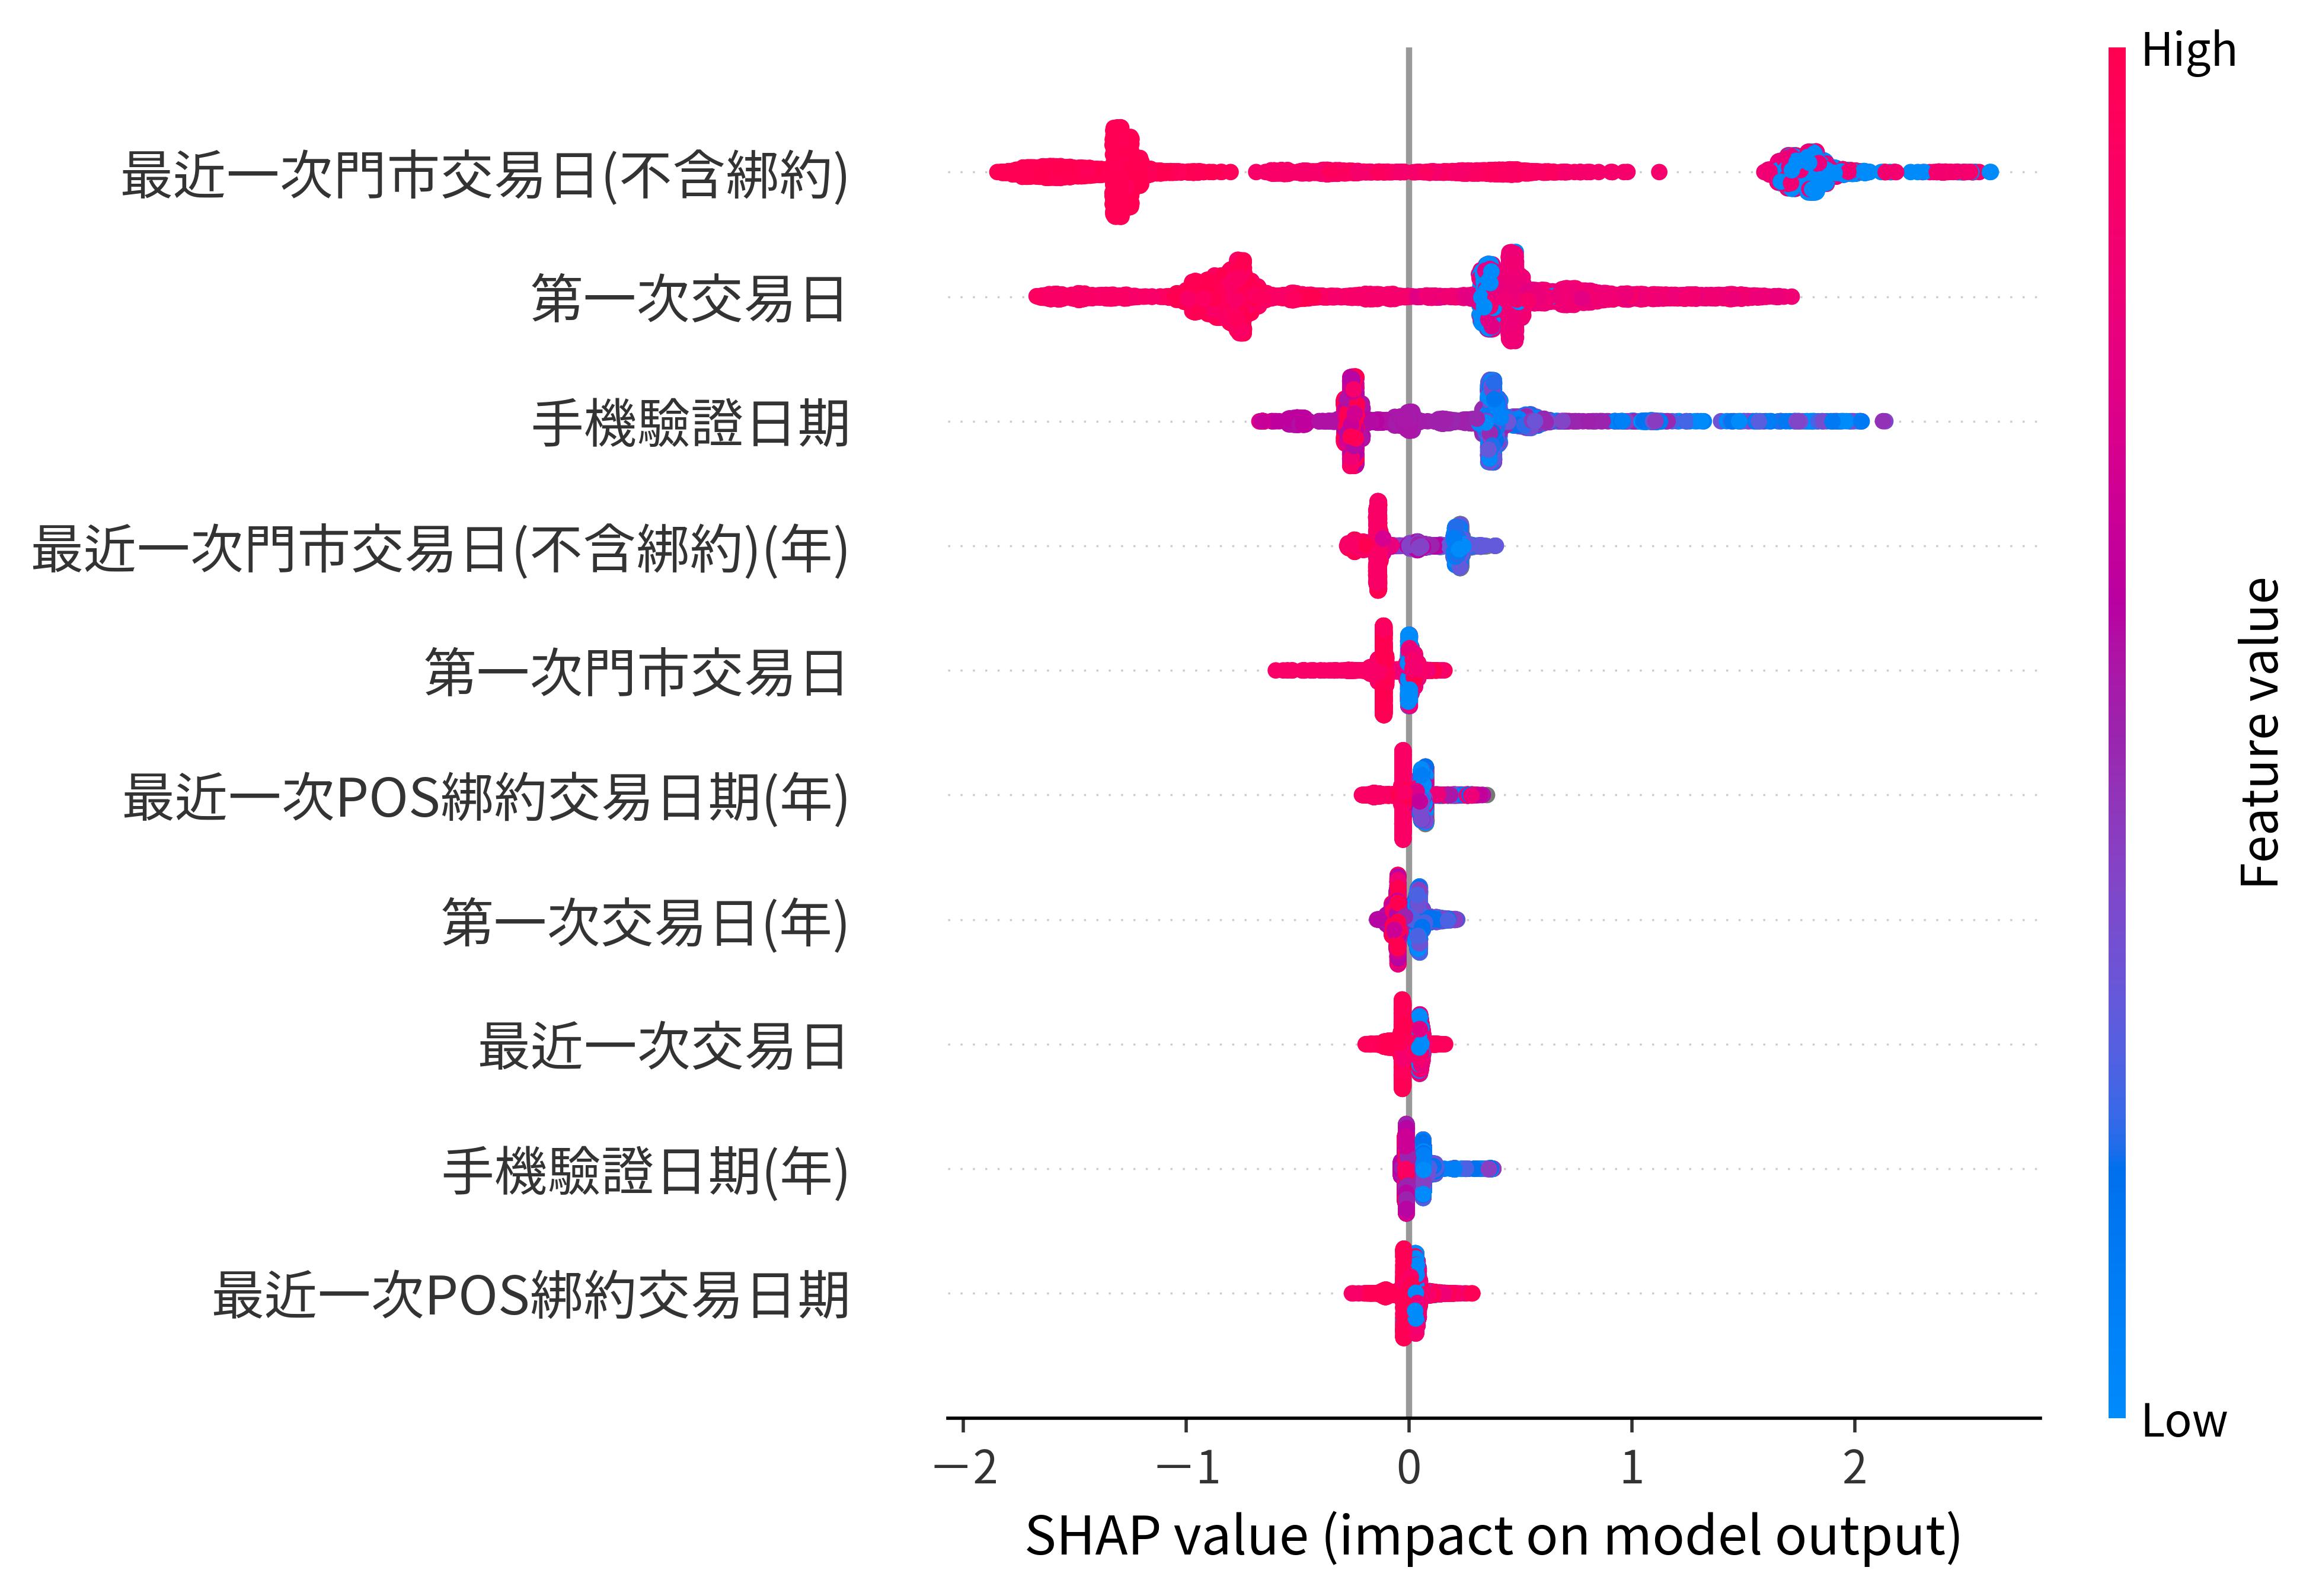 High
最近一次門市交易日(不含綁約)
第一次交易日
手機驗證日期
最近一次門市交易日(不含綁約)(年)
第一次門市交易日
最近一次POS綁約交易日期(年)
第一次交易日(年)
最近一次交易日
手機驗證日期(年)
最近一次POS綁約交易日期
Feature value
Low
−2 −1 0 1 2
SHAP value (impact on model output)